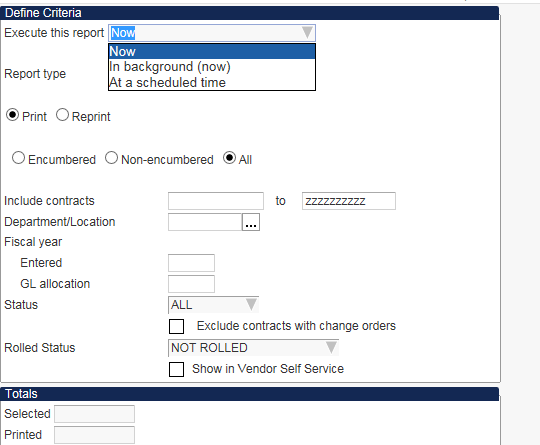 Define Criteria
Execute this report Now
Now
In background (now)
Report type
At a scheduled time
Print Reprint
Encumbered Non-encumbered All
Include contracts to zzzzzzzzzz
Department/Location ...
Fiscal year
Entered
GL allocation
Status ALL
Exclude contracts with change orders
Rolled Status NOT ROLLED
Show in Vendor Self Service
Totals
Selected
Printed